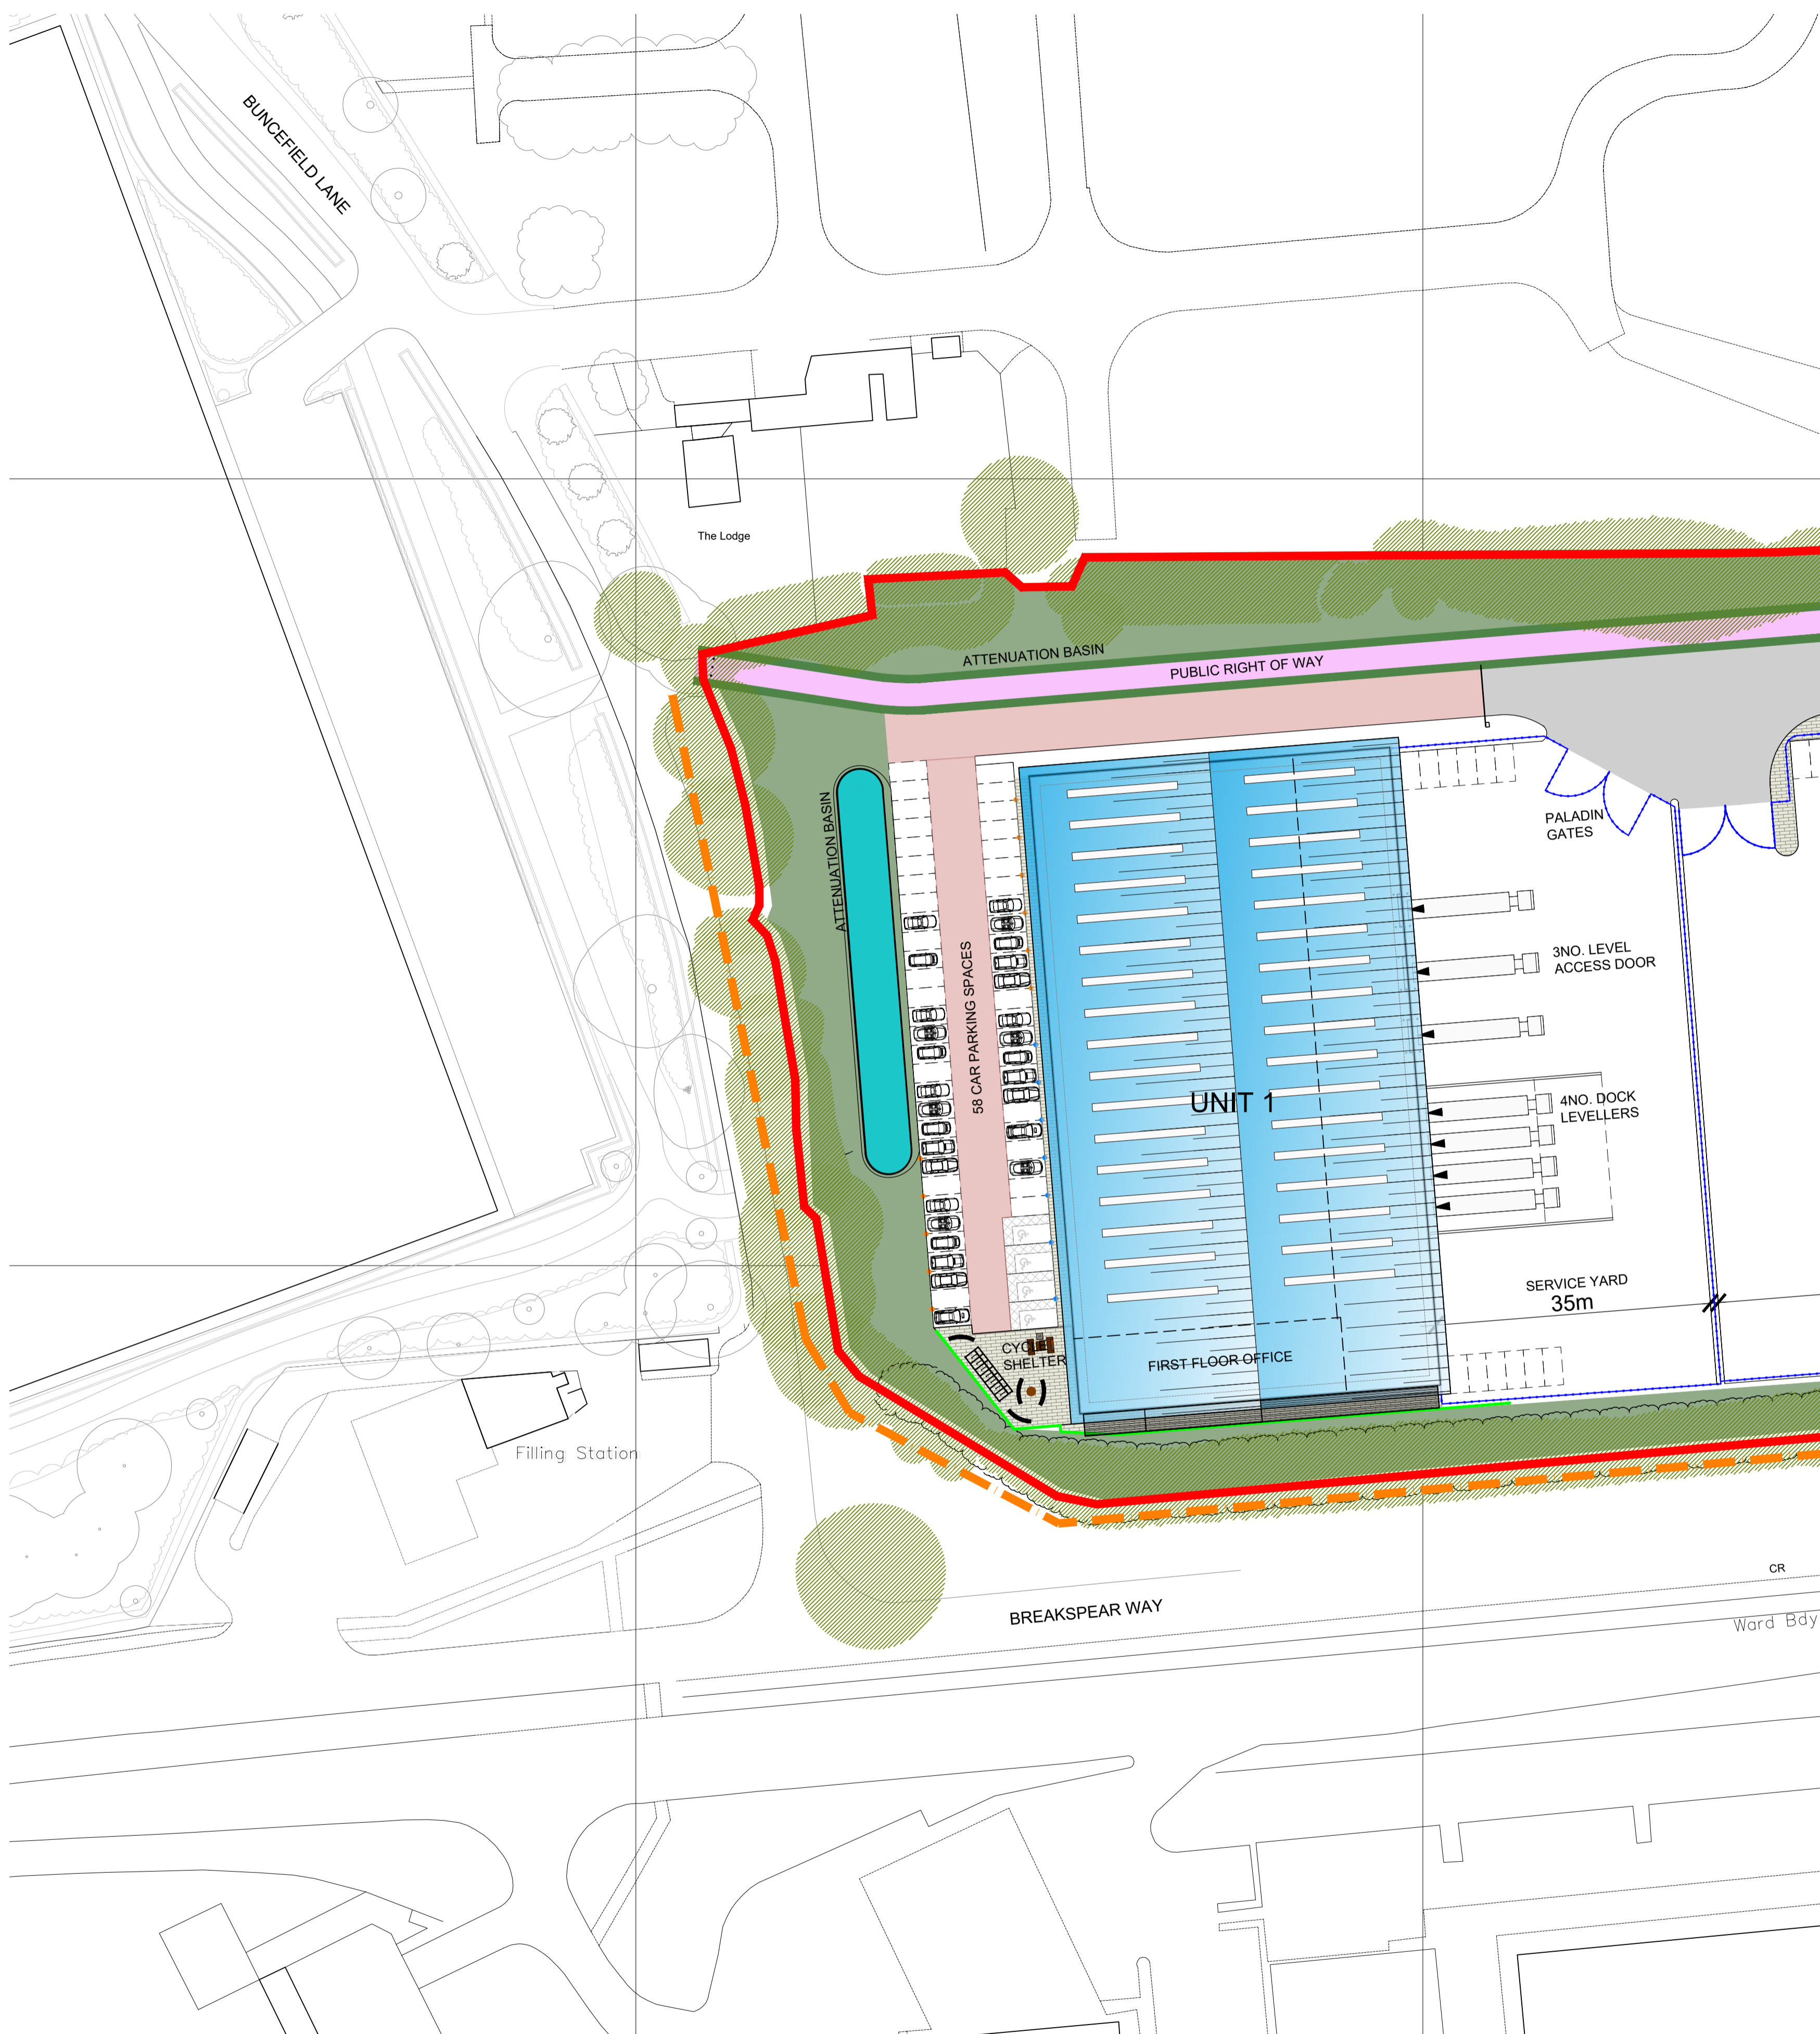 BUNCEFIELD LANE
The Lodge
ATTENUATION BASIN
PUBLIC RIGHT OF WAY
ATTENUATION BASIN
PALADIN
GATES
58 CAR PARKING SPACES
3NO. LEVEL
ACCESS DOOR
UNIT 1
4NO. DOCK
LEVELLERS
SERVICE YARD
35m
CYCLE
SHELTER
FIRST FLOOR OFFICE
Filling Station
CR
BREAKSPEAR WAY
Ward Bdy